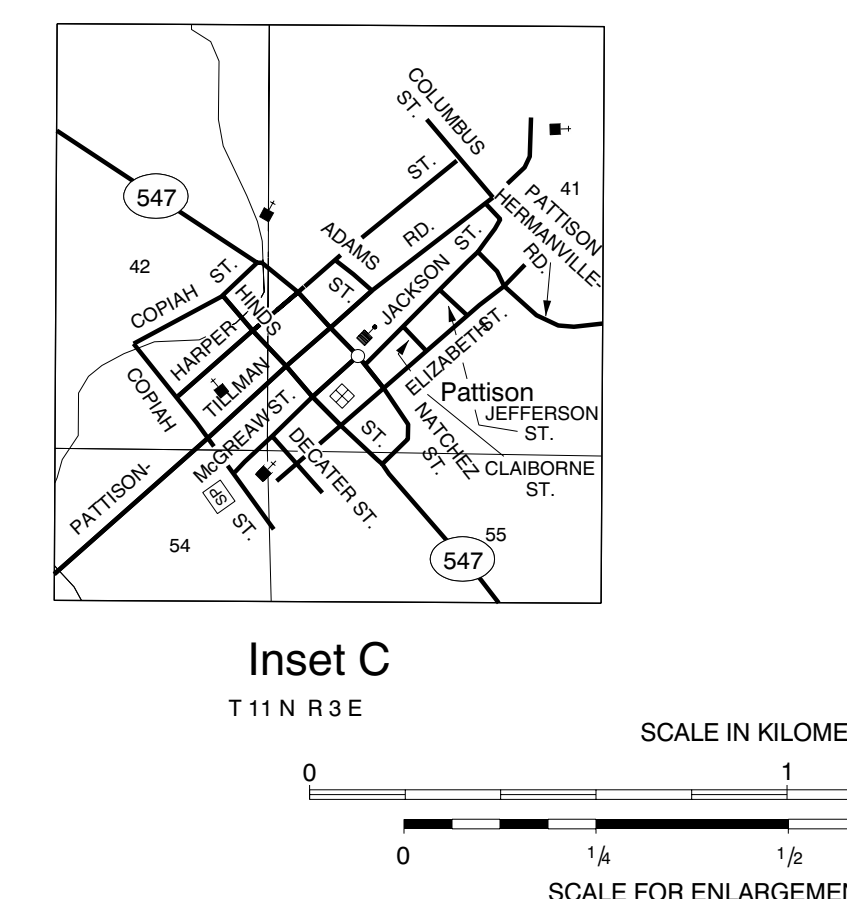 COLUMBUS
ST.
41
ST.
547
PATTISON
HERMANVILLE-
RD.
ADAMS
ST.
RD.
ST.
42
COPIAH ST.
HINDS
JACKSON
HARPER
COPIAH
TILLMAN
ELIZABETH ST.
Pattison
McGREAW ST.
JEFFERSON
ST.
NATCHEZ
ST.
ST.
DECATER ST.
CLAIBORNE
ST.
PATTISON-
SP
ST.
54
55
547
Inset C
T 11 N R 3 E
SCALE IN KILOME
0 1
0 1/4 1/2
SCALE FOR ENLARGEMEN